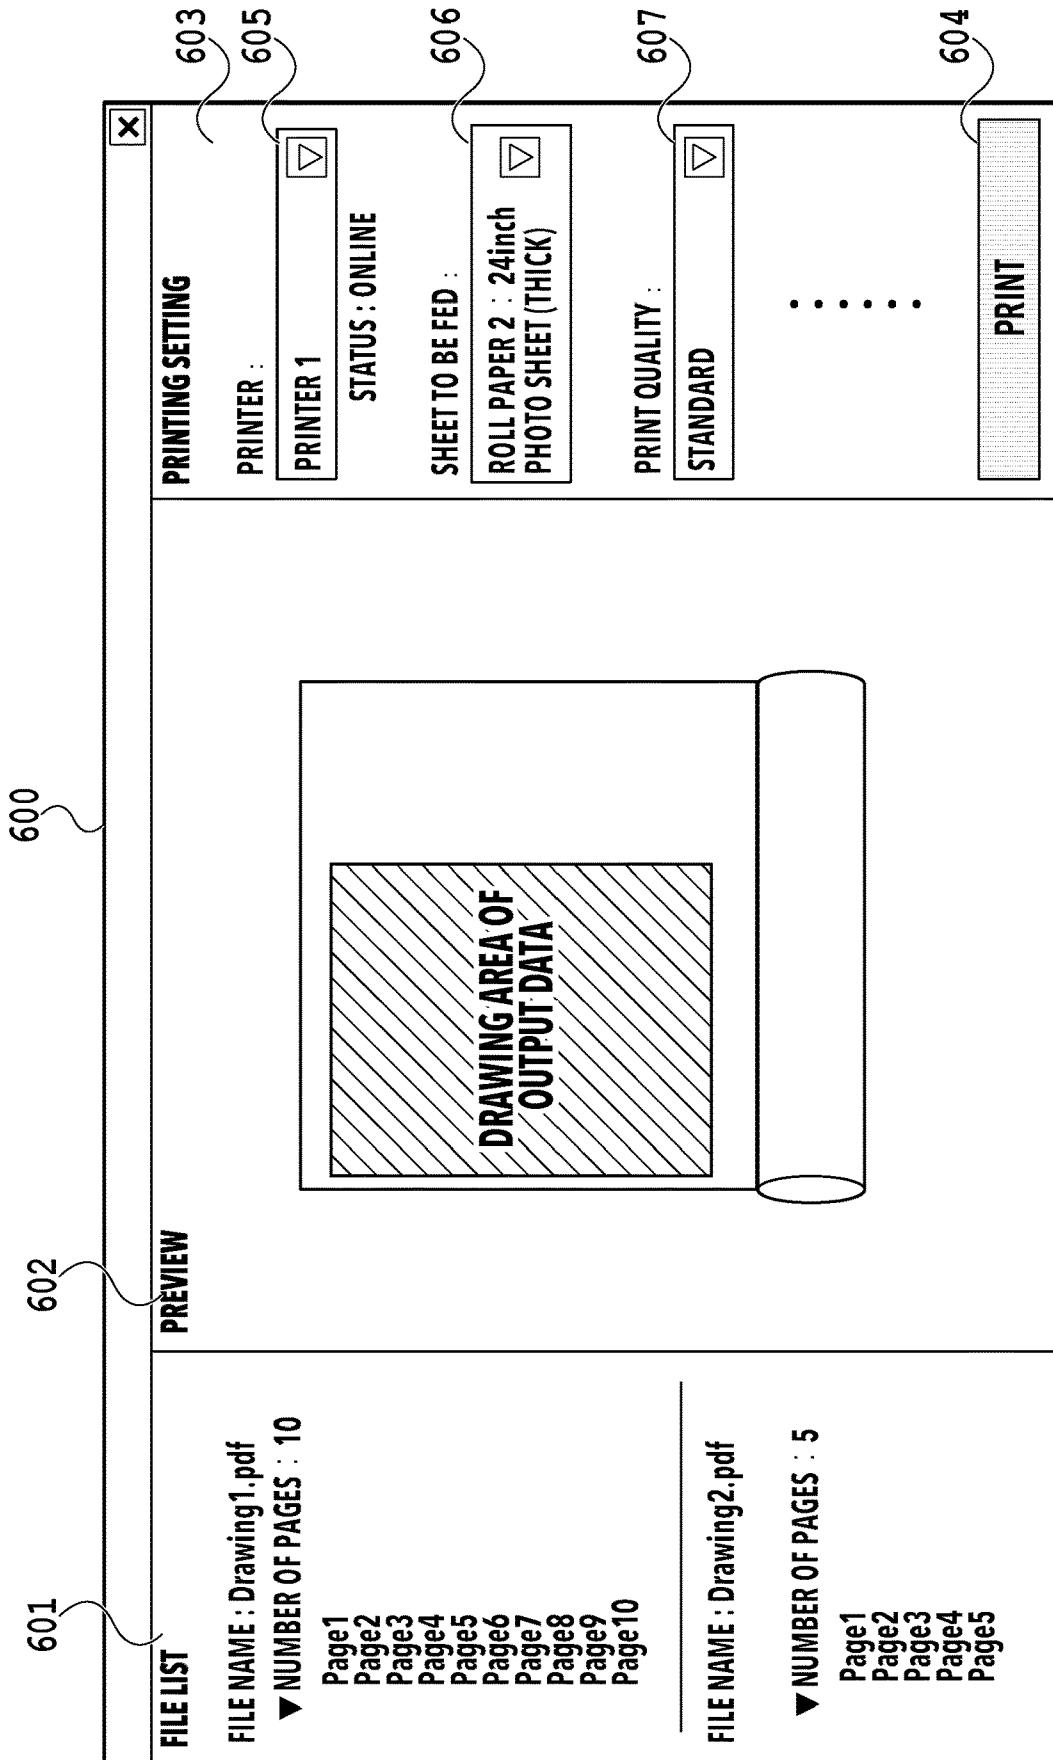 600
601
602
603
605
606
607
604
×
FILE LIST
FILE NAME : Drawing1.pdf
▼ NUMBER OF PAGES : 10
Page1
Page2
Page3
Page4
Page5
Page6
Page7
Page8
Page9
Page10
FILE NAME : Drawing2.pdf
▼ NUMBER OF PAGES : 5
Page1
Page2
Page3
Page4
Page5
PREVIEW
DRAWING AREA OF
OUTPUT DATA
PRINTING SETTING
PRINTER :
PRINTER 1
STATUS : ONLINE
SHEET TO BE FED :
ROLL PAPER 2 : 24inch
PHOTO SHEET (THICK)
PRINT QUALITY :
STANDARD
......
PRINT